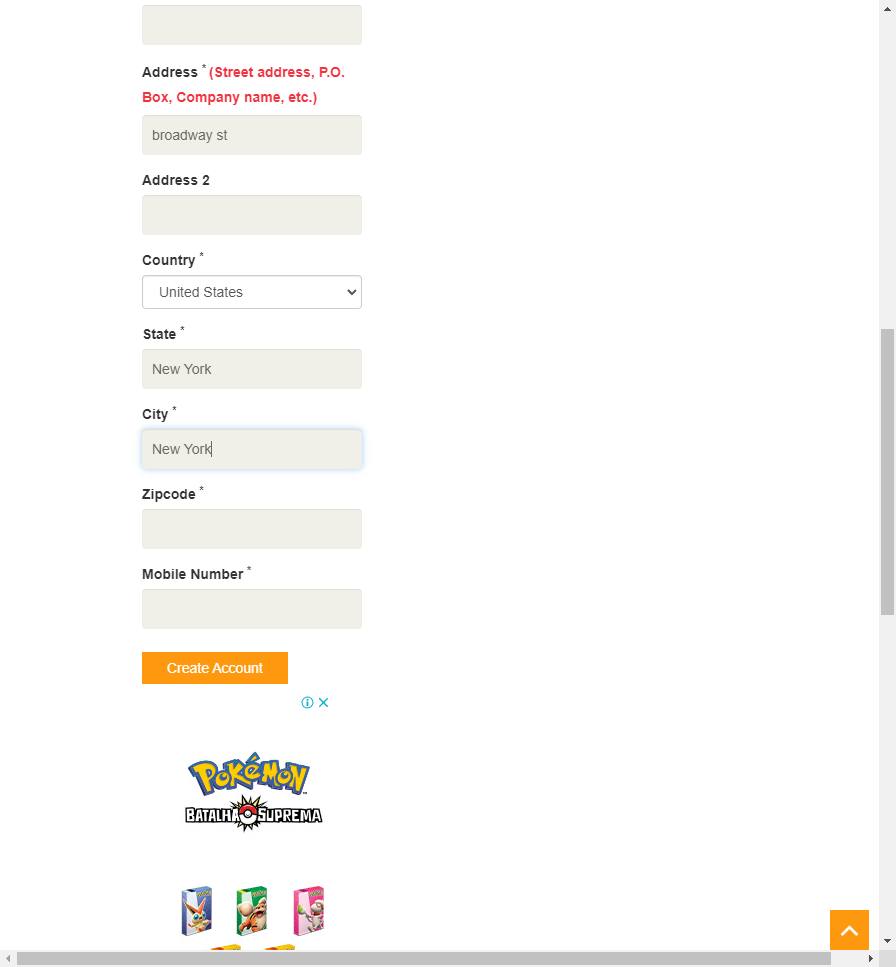 Address * (Street address, P.O.
Box, Company name, etc.)
broadway st
Address 2
Country *
United States
State *
New York
City *
New York
Zipcode *
Mobile Number *
Create Account
POKéMON
BATALHA SUPREMA